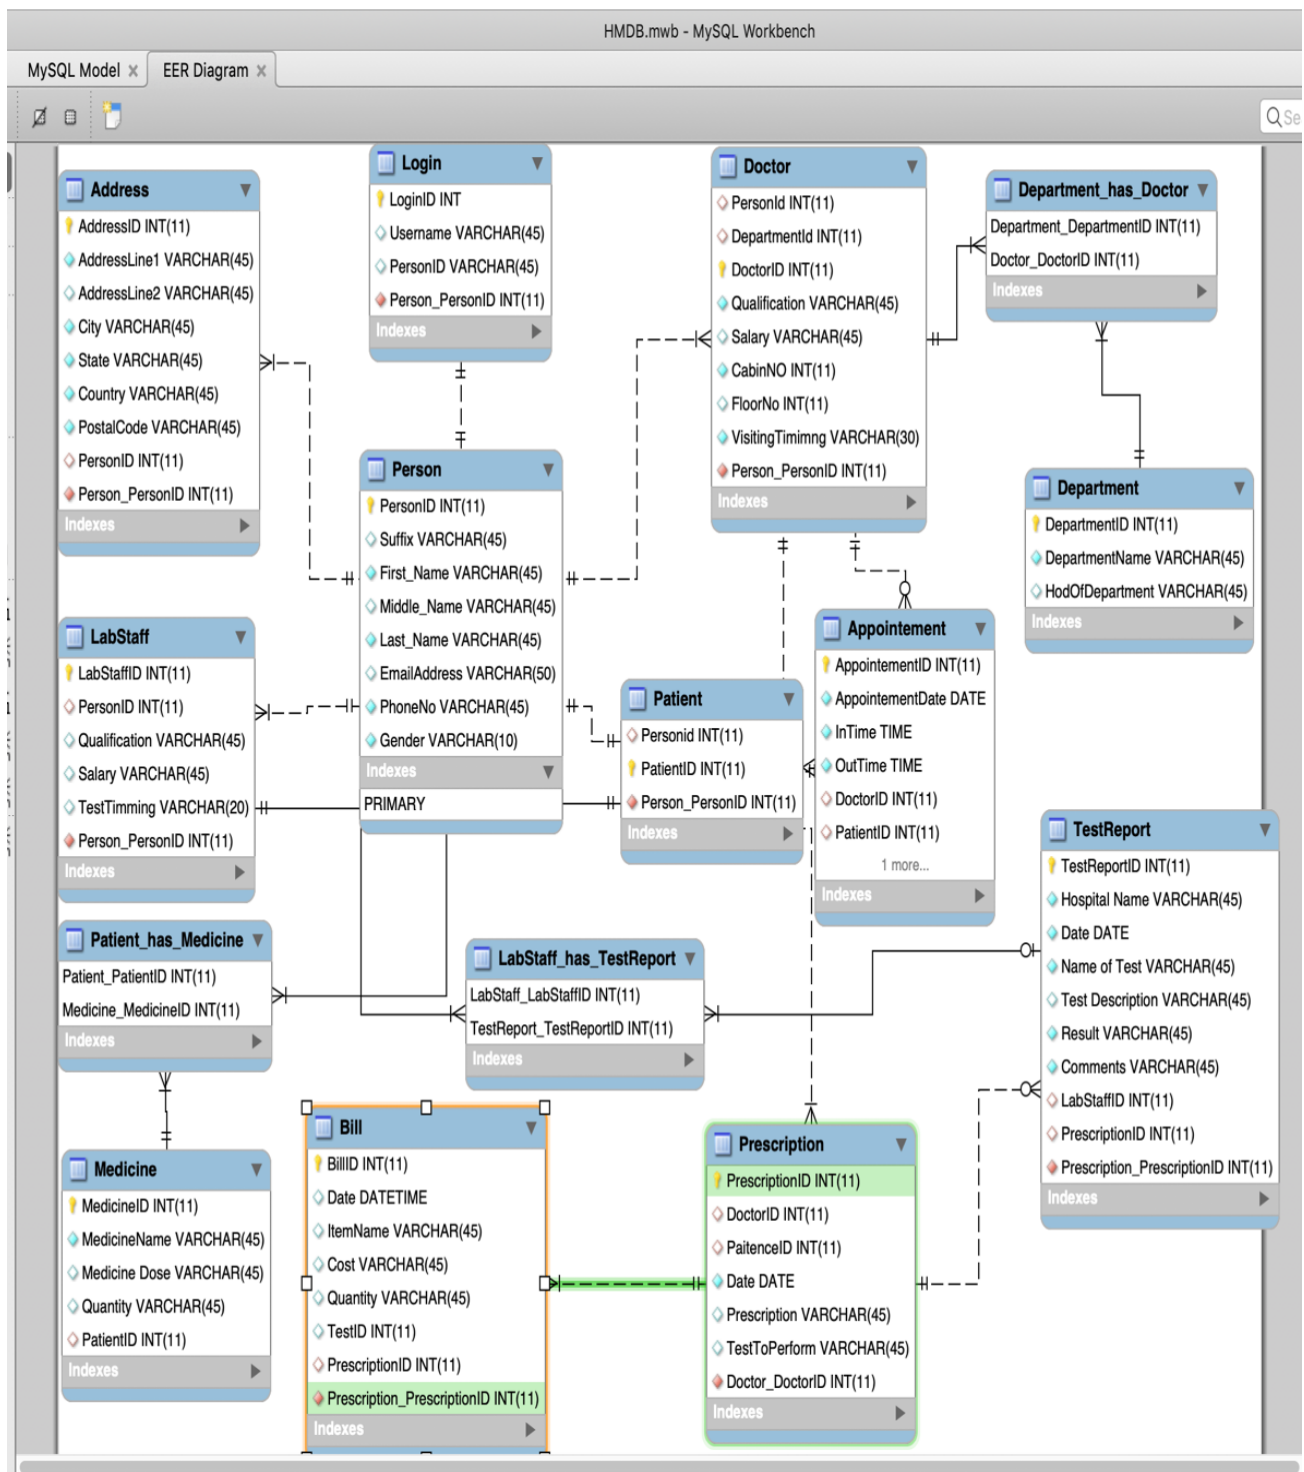 HMDB.mwb - MySQL Workbench
MySQL Model
EER Diagram
Se
Address
AddressID INT(11)
AddressLine1 VARCHAR(45)
AddressLine2 VARCHAR(45)
City VARCHAR(45)
State VARCHAR(45)
Country VARCHAR(45)
PostalCode VARCHAR(45)
PersonID INT(11)
Person_PersonID INT(11)
Indexes
Login
LoginID INT
Username VARCHAR(45)
PersonID VARCHAR(45)
Person_PersonID INT(11)
Indexes
Doctor
PersonId INT(11)
DepartmentId INT(11)
DoctorID INT(11)
Qualification VARCHAR(45)
Salary VARCHAR(45)
CabinNO INT(11)
FloorNo INT(11)
VisitingTimimng VARCHAR(30)
Person_PersonID INT(11)
Indexes
Department_has_Doctor
Department_DepartmentID INT(11)
Doctor_DoctorID INT(11)
Indexes
Person
PersonID INT(11)
Suffix VARCHAR(45)
First_Name VARCHAR(45)
Middle_Name VARCHAR(45)
Last_Name VARCHAR(45)
EmailAddress VARCHAR(50)
PhoneNo VARCHAR(45)
Gender VARCHAR(10)
Indexes
PRIMARY
Department
DepartmentID INT(11)
DepartmentName VARCHAR(45)
HodOfDepartment VARCHAR(45)
Indexes
LabStaff
LabStaffID INT(11)
PersonID INT(11)
Qualification VARCHAR(45)
Salary VARCHAR(45)
TestTimming VARCHAR(20)
Person_PersonID INT(11)
Indexes
Patient
Personid INT(11)
PatientID INT(11)
Person_PersonID INT(11)
Indexes
Appointement
AppointementID INT(11)
AppointementDate DATE
InTime TIME
OutTime TIME
DoctorID INT(11)
PatientID INT(11)
1 more...
Indexes
TestReport
TestReportID INT(11)
Hospital Name VARCHAR(45)
Date DATE
Name of Test VARCHAR(45)
Test Description VARCHAR(45)
Result VARCHAR(45)
Comments VARCHAR(45)
LabStaffID INT(11)
PrescriptionID INT(11)
Prescription_PrescriptionID INT(11)
Indexes
Patient_has_Medicine
Patient_PatientID INT(11)
Medicine_MedicineID INT(11)
Indexes
LabStaff_has_TestReport
LabStaff_LabStaffID INT(11)
TestReport_TestReportID INT(11)
Indexes
Medicine
MedicineID INT(11)
MedicineName VARCHAR(45)
Medicine Dose VARCHAR(45)
Quantity VARCHAR(45)
PatientID INT(11)
Indexes
Bill
BillID INT(11)
Date DATETIME
ItemName VARCHAR(45)
Cost VARCHAR(45)
Quantity VARCHAR(45)
TestID INT(11)
PrescriptionID INT(11)
Prescription_PrescriptionID INT(11)
Indexes
Prescription
PrescriptionID INT(11)
DoctorID INT(11)
PaitenceID INT(11)
Date DATE
Prescription VARCHAR(45)
TestToPerform VARCHAR(45)
Doctor_DoctorID INT(11)
Indexes